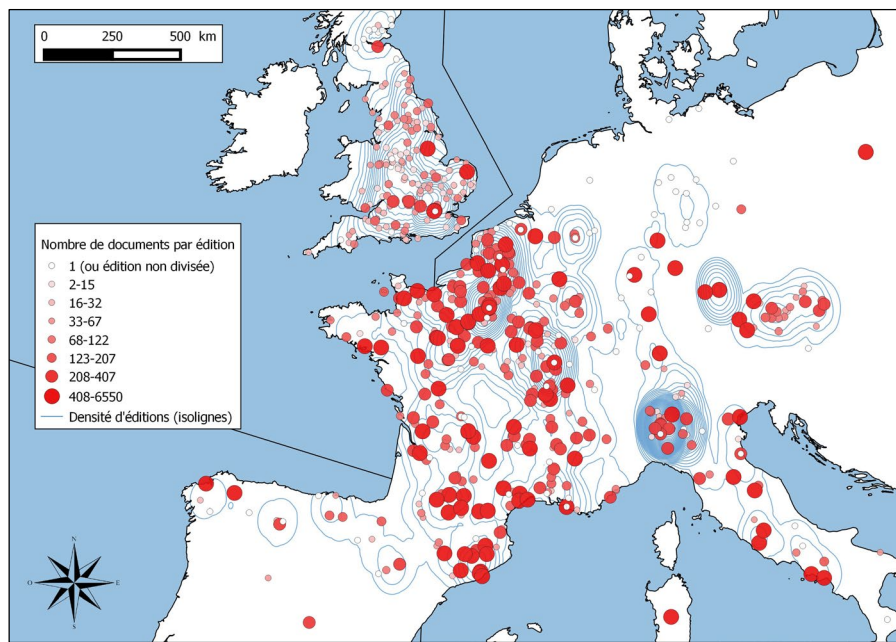 0 250 500 km
Nombre de documents par édition
1 (ou édition non divisée)
2-15
16-32
33-67
68-122
123-207
208-407
408-6550
Densité d'éditions (isolignes)
N
O E
S